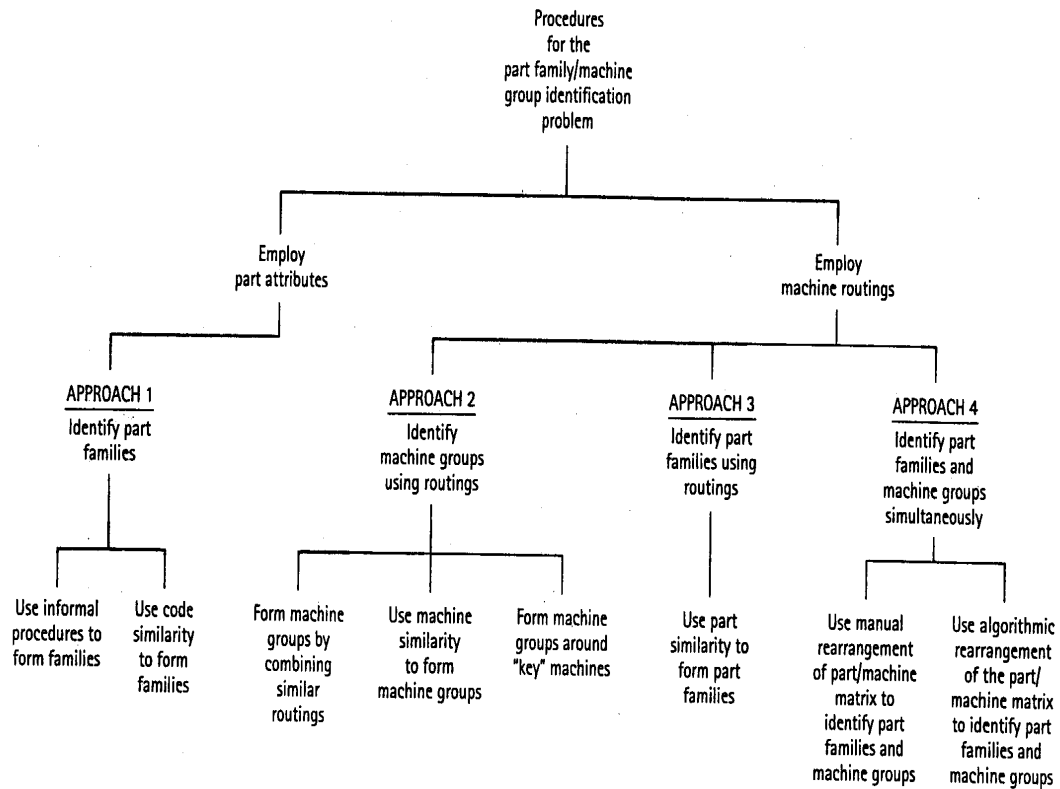 Procedures
for the
part family/machine
group identification
problem
Employ
part attributes
Employ
machine routings
APPROACH 1
Identify part
families
APPROACH 2
Identify
machine groups
using routings
APPROACH 3
Identify part
families using
routings
APPROACH 4
Identify part
families and
machine groups
simultaneously
Use informal
procedures to
form families
Use code
similarity
to form
families
Form machine
groups by
combining
similar
routings
Use machine
similarity
to form
machine groups
Form machine
groups around
"key" machines
Use part
similarity to
form part
families
Use manual
rearrangement
of part/machine
matrix to
identify part
families and
machine groups
Use algorithmic
rearrangement
of the part/
machine matrix
to identify part
families and
machine groups